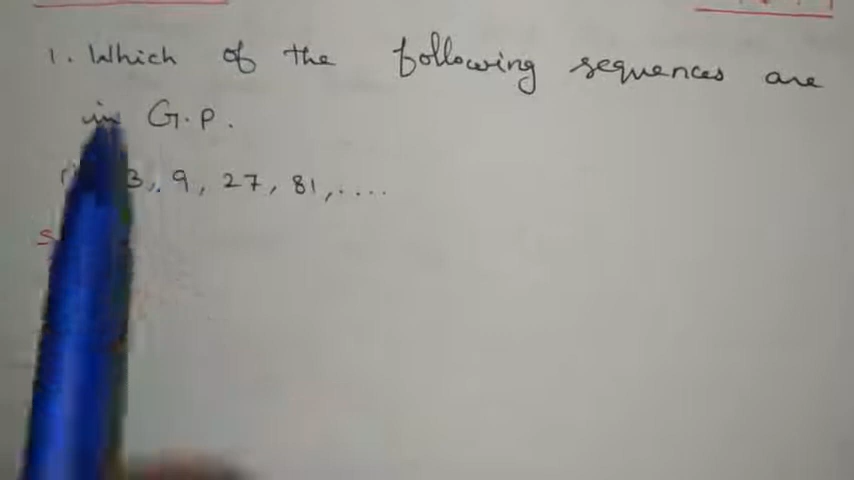 1. Which of the following sequences are
in G.P.
3, 9, 27, 81, ....